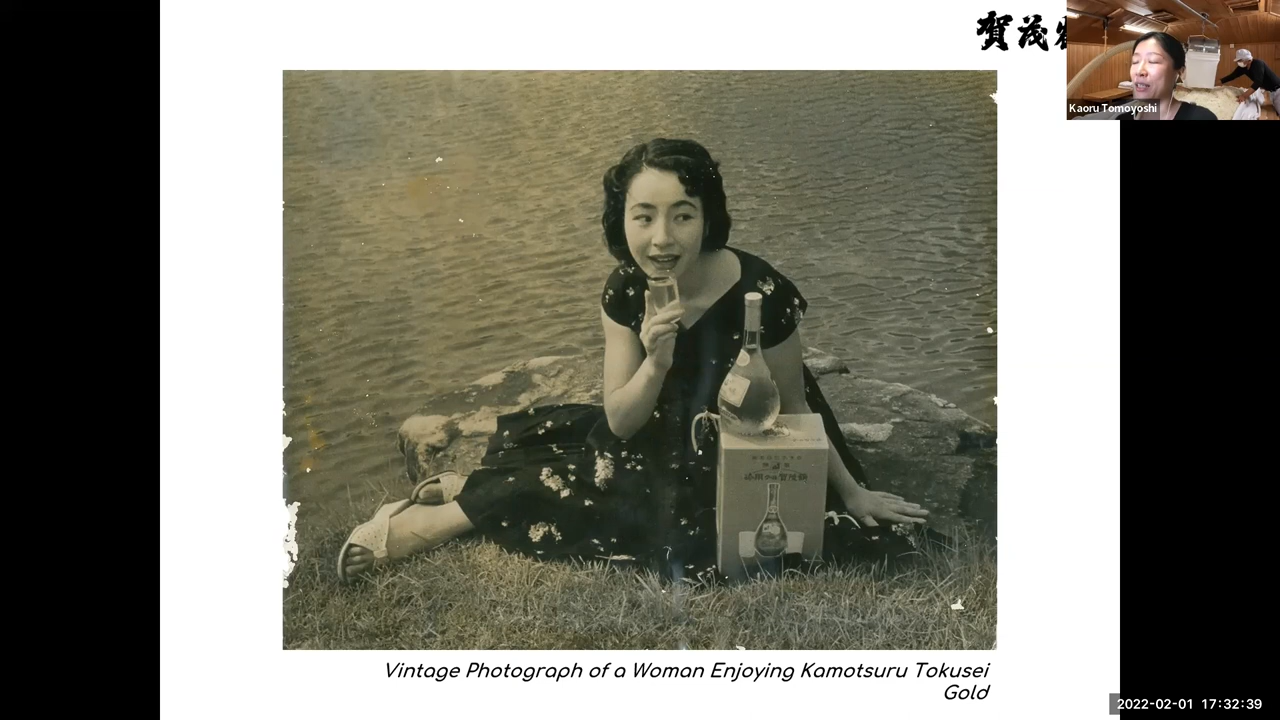 賀茂
Kaoru Tomoyoshi
Vintage Photograph of a Woman Enjoying Kamotsuru Tokusei
Gold
2022-02-01 17:32:39